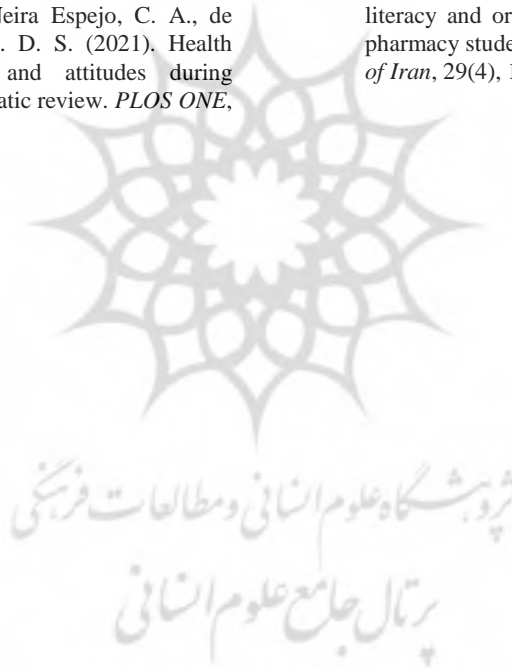 Neira Espejo, C. A., de
. D. S. (2021). Health
and attitudes during
atic review. PLOS ONE,
literacy and or
pharmacy stude
of Iran, 29(4), 1
پژوهشگاه علوم انسانی و مطالعات فرهنگی
پرتال جامع علوم انسانی